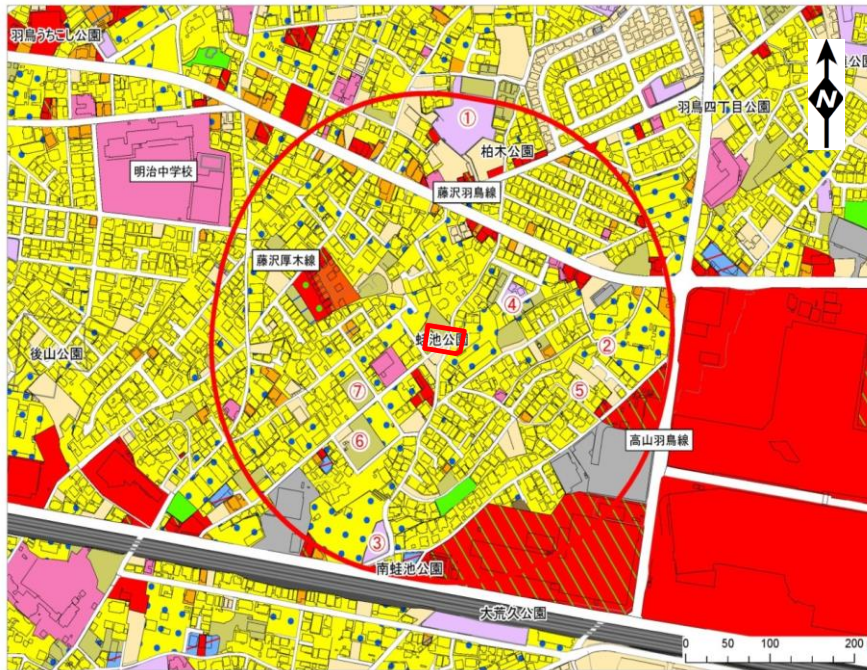 羽鳥うちこし公園
N
①
羽鳥四丁目公園
柏木公園
明治中学校
藤沢羽鳥線
藤沢厚木線
④
蛙池公園
②
後山公園
⑦
⑤
⑥
高山羽鳥線
③
南蛙池公園
大荒久公園
0 50 100 200